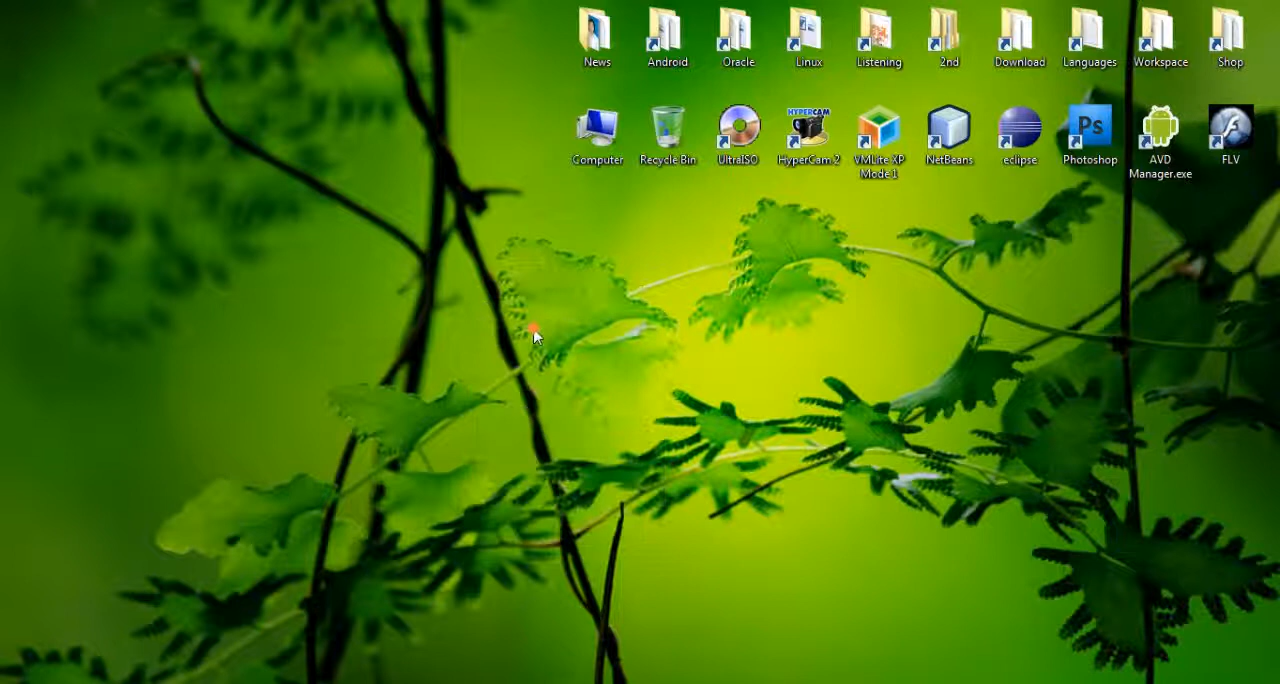 News
Android
Oracle
Linux
Listening
2nd
Download
Languages
Workspace
Shop
HYPERCAM
Ps
Computer
Recycle Bin
UltraISO
HyperCam 2
VMLite XP
Mode 1
NetBeans
eclipse
Photoshop
AVD
Manager.exe
FLV